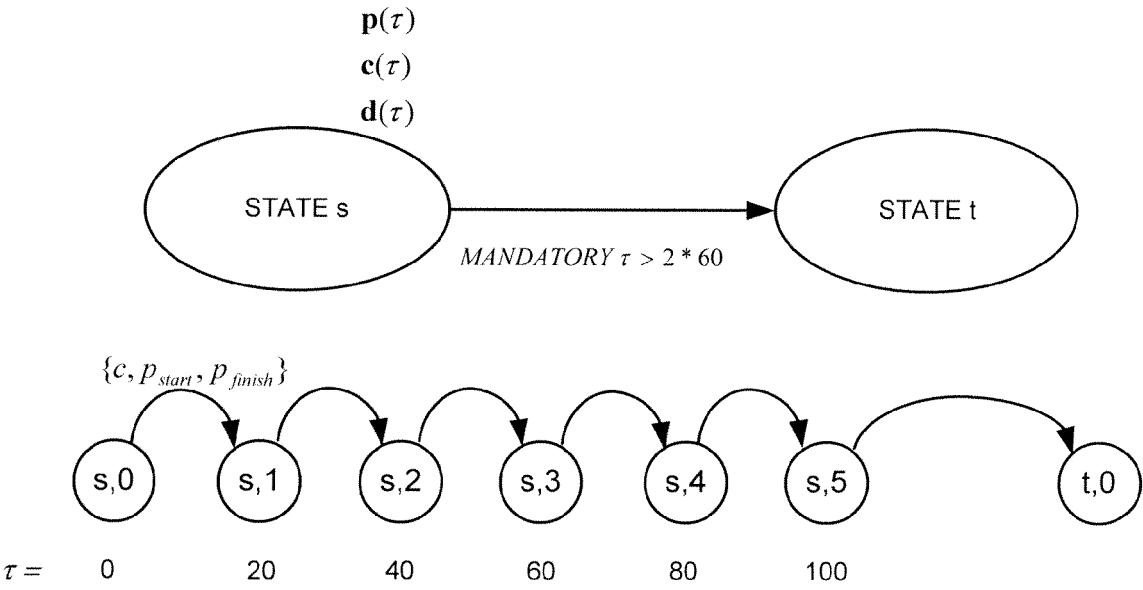 p(τ)
c(τ)
d(τ)
STATE s
STATE t
MANDATORY τ > 2 * 60
{c, p_start, p_finish}
s,0 s,1 s,2 s,3 s,4 s,5 t,0
τ = 0 20 40 60 80 100